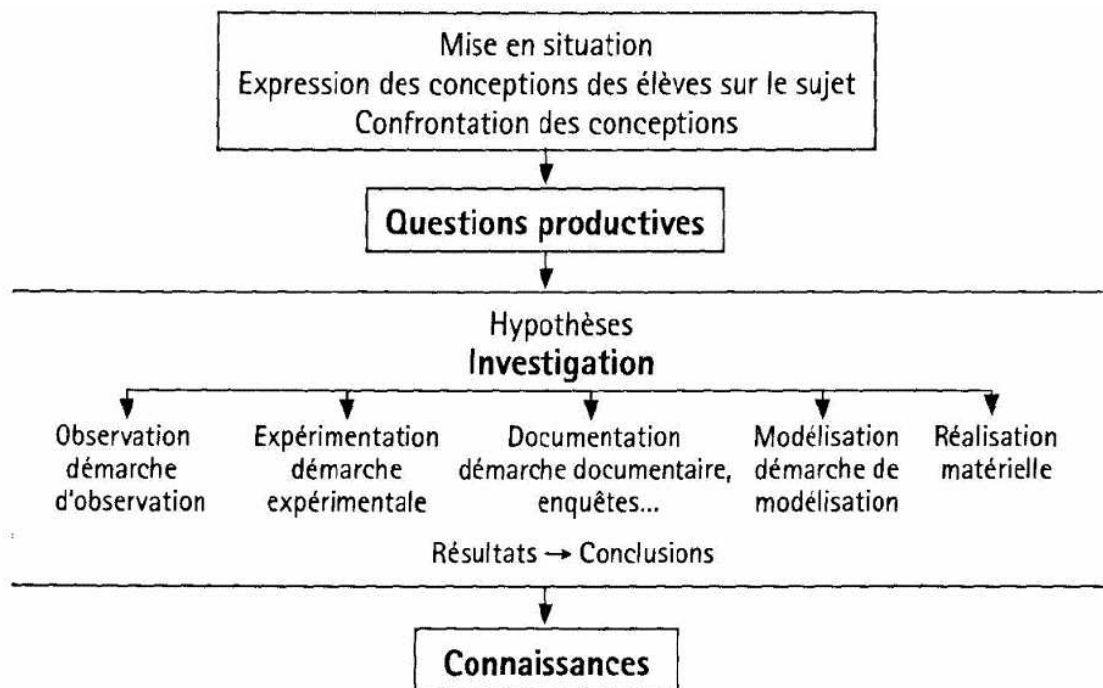 Mise en situation
Expression des conceptions des élèves sur le sujet
Confrontation des conceptions
Questions productives
Hypothèses
Investigation
Observation
démarche
d'observation
Expérimentation
démarche
expérimentale
Documentation
démarche documentaire,
enquêtes...
Modélisation
démarche de
modélisation
Réalisation
matérielle
Résultats → Conclusions
Connaissances